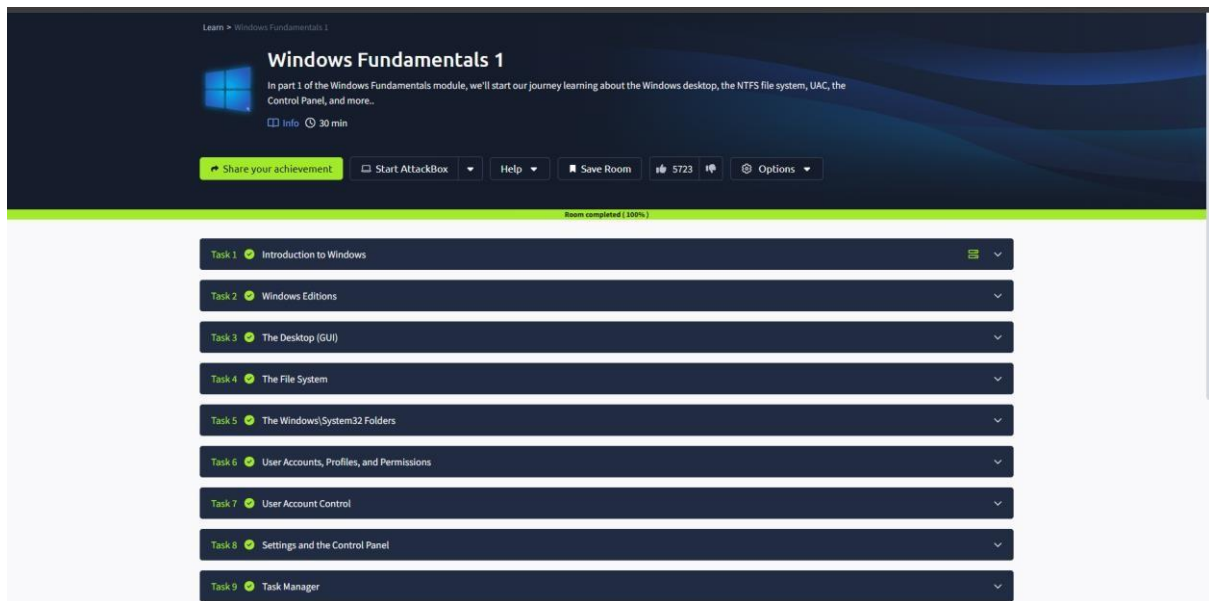 Learn > Windows Fundamentals 1
Windows Fundamentals 1
In part 1 of the Windows Fundamentals module, we'll start our journey learning about the Windows desktop, the NTFS file system, UAC, the
Control Panel, and more..
Info 30 min
Share your achievement Start AttackBox Help Save Room 5723 Options
Room completed ( 100% )
Task 1 Introduction to Windows
Task 2 Windows Editions
Task 3 The Desktop (GUI)
Task 4 The File System
Task 5 The Windows\System32 Folders
Task 6 User Accounts, Profiles, and Permissions
Task 7 User Account Control
Task 8 Settings and the Control Panel
Task 9 Task Manager